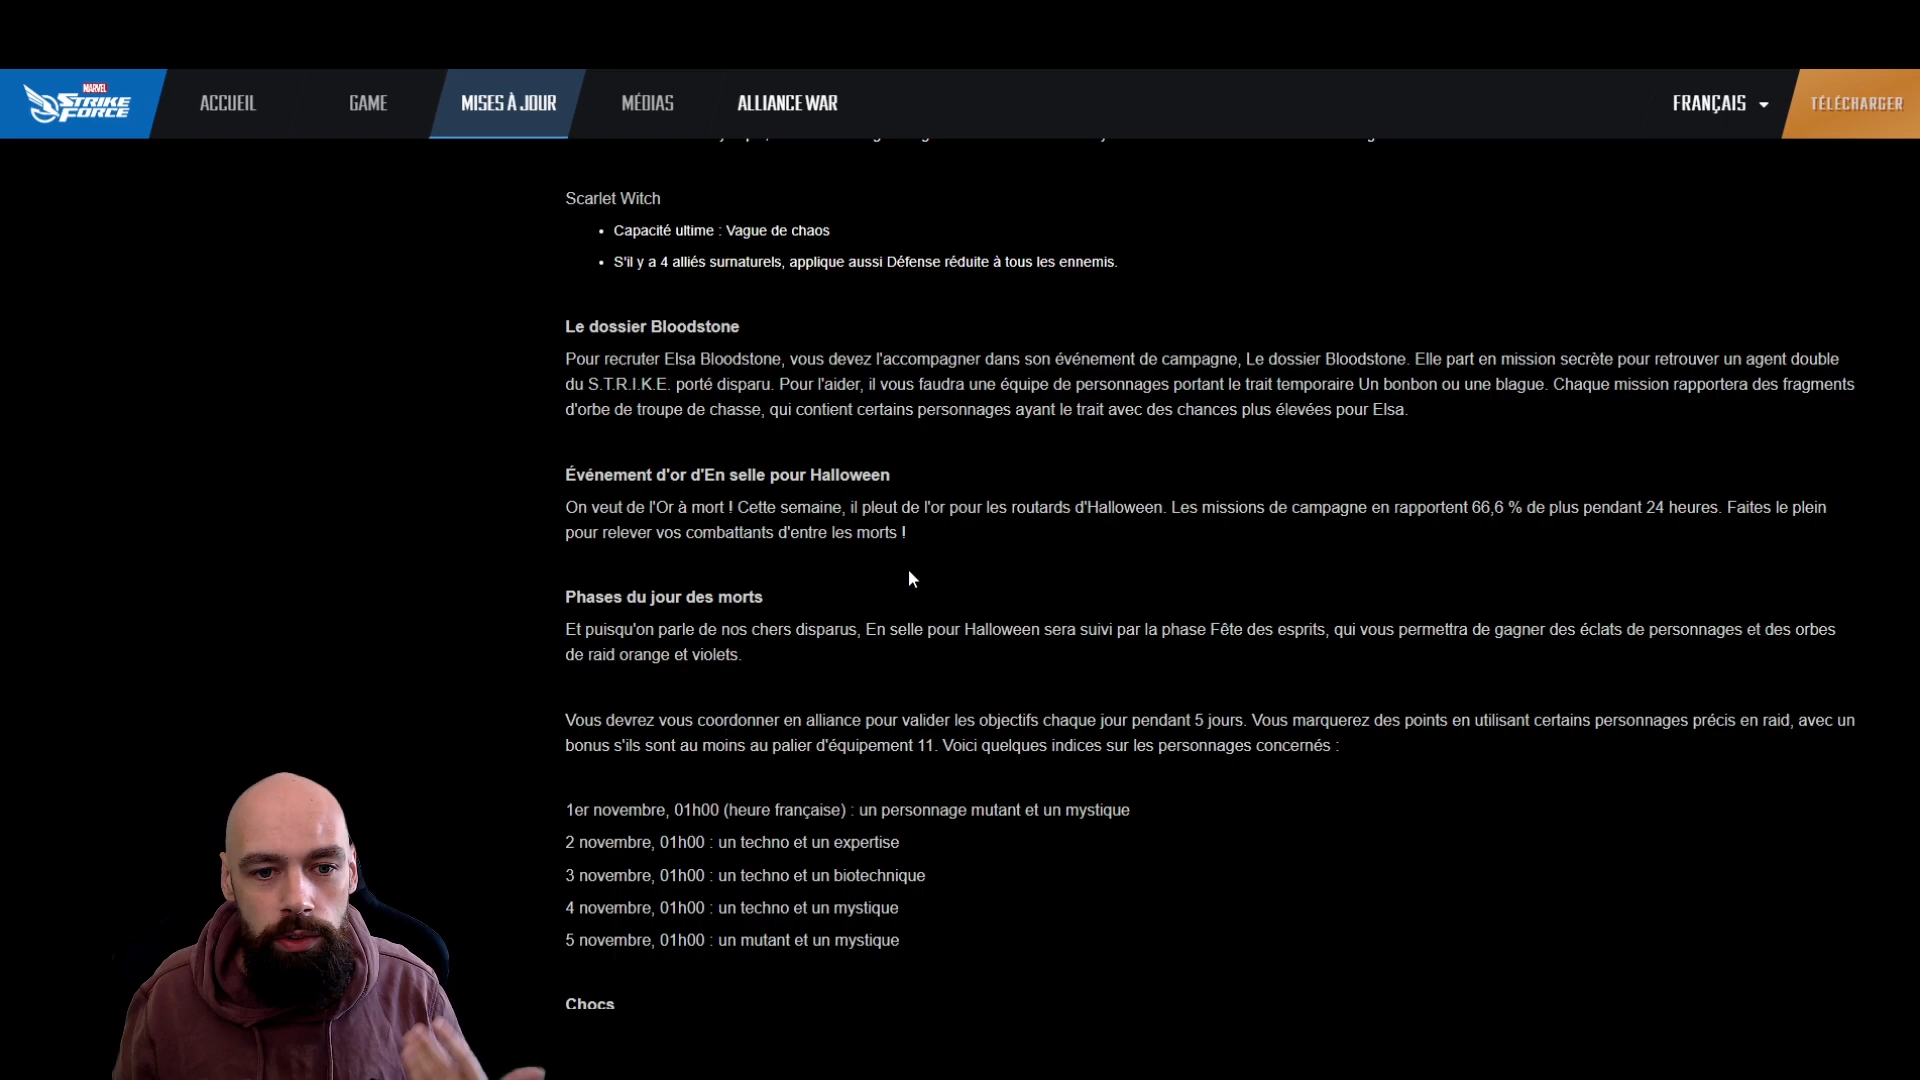 MARVEL
STRIKE
FORCE
ACCUEIL
GAME
MISES À JOUR
MÉDIAS
ALLIANCE WAR
FRANÇAIS
TÉLÉCHARGER
Scarlet Witch
• Capacité ultime : Vague de chaos
• S'il y a 4 alliés surnaturels, applique aussi Défense réduite à tous les ennemis.
Le dossier Bloodstone
Pour recruter Elsa Bloodstone, vous devez l'accompagner dans son événement de campagne, Le dossier Bloodstone. Elle part en mission secrète pour retrouver un agent double
du S.T.R.I.K.E. porté disparu. Pour l'aider, il vous faudra une équipe de personnages portant le trait temporaire Un bonbon ou une blague. Chaque mission rapportera des fragments
d'orbe de troupe de chasse, qui contient certains personnages ayant le trait avec des chances plus élevées pour Elsa.
Événement d'or d'En selle pour Halloween
On veut de l'Or à mort ! Cette semaine, il pleut de l'or pour les routards d'Halloween. Les missions de campagne en rapportent 66,6 % de plus pendant 24 heures. Faites le plein
pour relever vos combattants d'entre les morts !
Phases du jour des morts
Et puisqu'on parle de nos chers disparus, En selle pour Halloween sera suivi par la phase Fête des esprits, qui vous permettra de gagner des éclats de personnages et des orbes
de raid orange et violets.
Vous devrez vous coordonner en alliance pour valider les objectifs chaque jour pendant 5 jours. Vous marquerez des points en utilisant certains personnages précis en raid, avec un
bonus s'ils sont au moins au palier d'équipement 11. Voici quelques indices sur les personnages concernés :
1er novembre, 01h00 (heure française) : un personnage mutant et un mystique
2 novembre, 01h00 : un techno et un expertise
3 novembre, 01h00 : un techno et un biotechnique
4 novembre, 01h00 : un techno et un mystique
5 novembre, 01h00 : un mutant et un mystique
Chocs